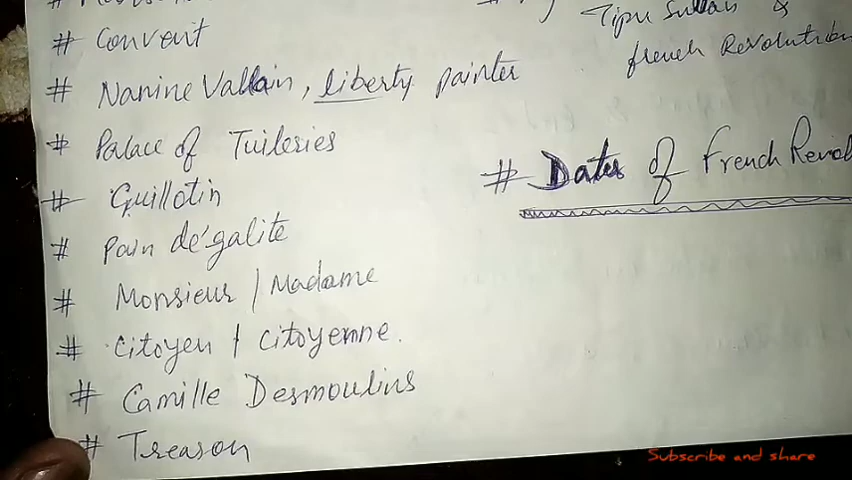 # Convent
# Nanine Vallain, liberty painter
# Palace of Tuileries
# Guillotin
# Pain de'galite
# Monsieur / Madame
# Citoyen / Citoyenne.
# Camille Desmoulins
# Treason
Tipu Sultan &
french Revolution
# Dates of French Revol
Subscribe and share